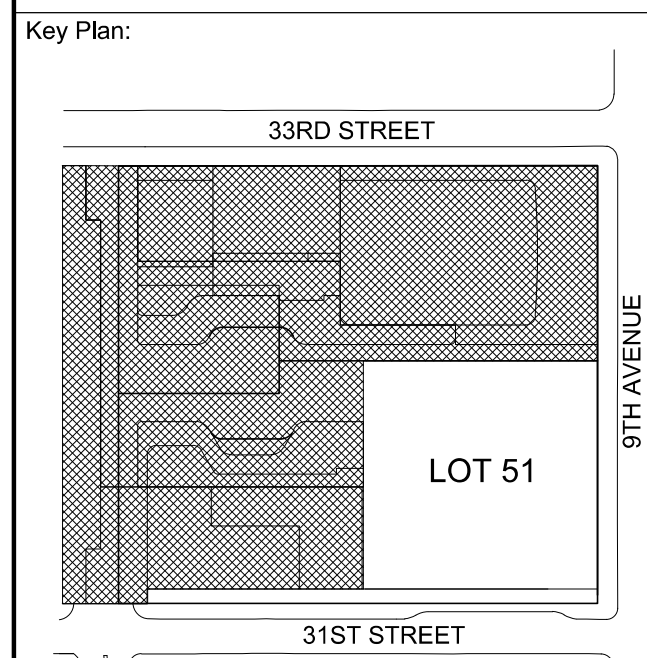 Key Plan:
33RD STREET
9TH AVENUE
LOT 51
31ST STREET